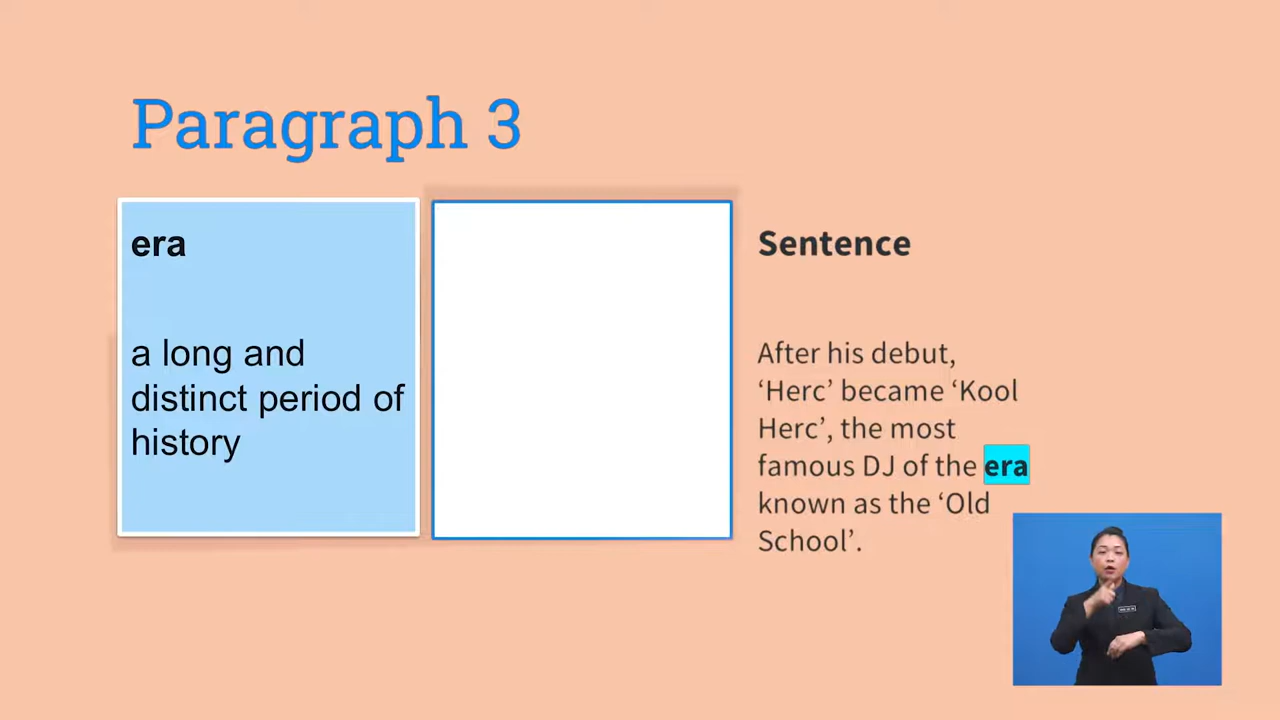 Paragraph 3
era
a long and
distinct period of
history
Sentence
After his debut,
‘Herc’ became ‘Kool
Herc’, the most
famous DJ of the era
known as the ‘Old
School’.